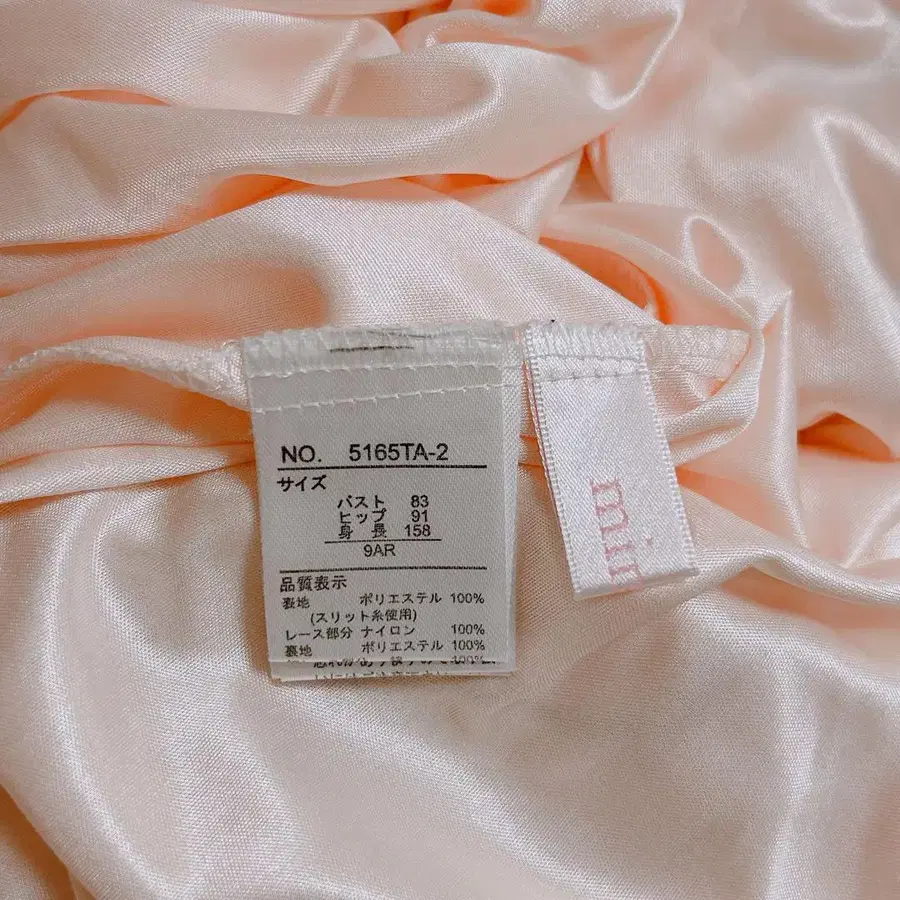 NO. 5165TA-2
サイズ
バスト 83
ヒップ 91
身 長 158
9AR
品質表示
表地 ポリエステル 100%
(スリット糸使用)
レース部分 ナイロン 100%
裏地 ポリエステル 100%
min